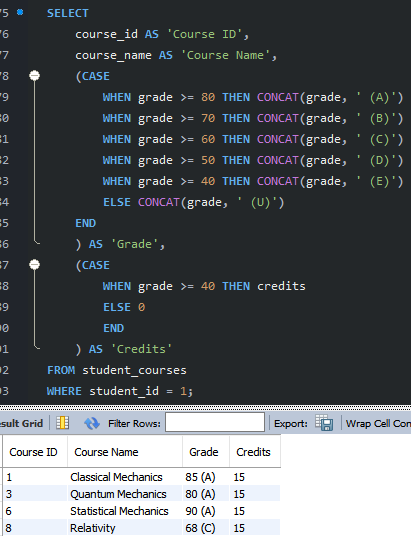 75 SELECT
76 course_id AS 'Course ID',
77 course_name AS 'Course Name',
78 (CASE
79 WHEN grade >= 80 THEN CONCAT(grade, ' (A)')
80 WHEN grade >= 70 THEN CONCAT(grade, ' (B)')
81 WHEN grade >= 60 THEN CONCAT(grade, ' (C)')
82 WHEN grade >= 50 THEN CONCAT(grade, ' (D)')
83 WHEN grade >= 40 THEN CONCAT(grade, ' (E)')
84 ELSE CONCAT(grade, ' (U)')
85 END
86 ) AS 'Grade',
87 (CASE
88 WHEN grade >= 40 THEN credits
89 ELSE 0
90 END
91 ) AS 'Credits'
92 FROM student_courses
93 WHERE student_id = 1;
esult Grid Filter Rows: Export: Wrap Cell Con
Course ID Course Name Grade Credits
1 Classical Mechanics 85 (A) 15
3 Quantum Mechanics 80 (A) 15
6 Statistical Mechanics 90 (A) 15
8 Relativity 68 (C) 15